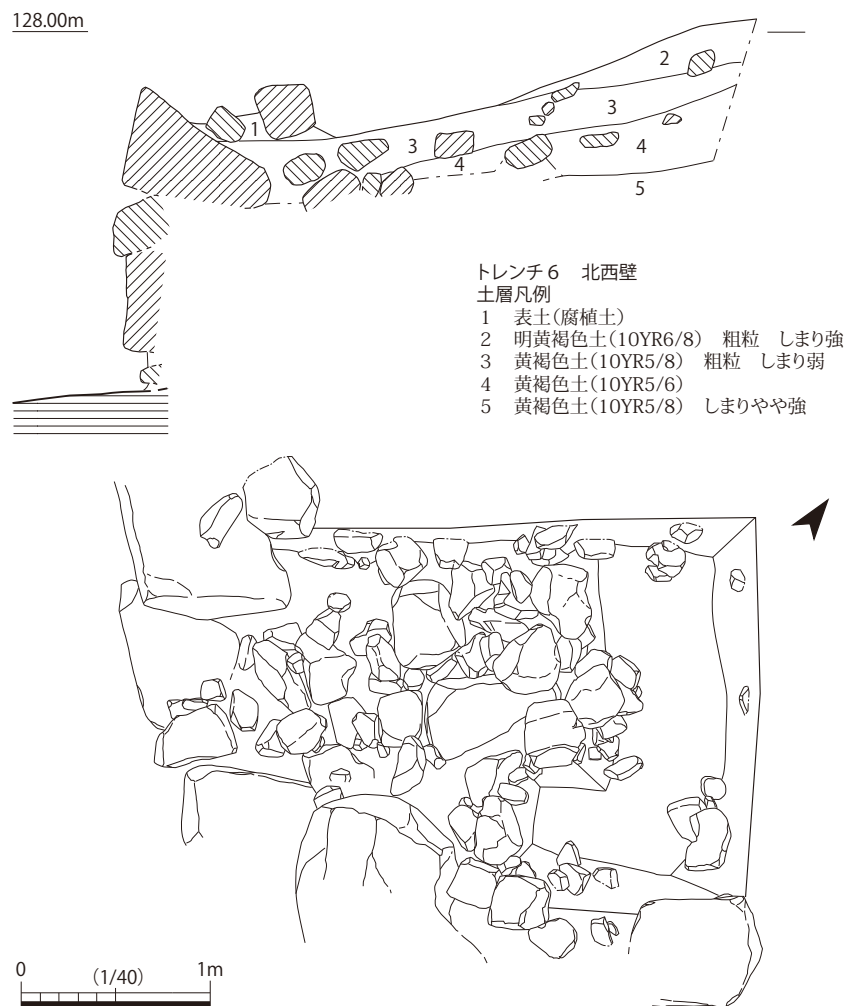 128.00m
2
1
3
3
4
4
5
トレンチ6 北西壁
土層凡例
1 表土(腐植土)
2 明黄褐色土(10YR6/8) 粗粒 しまり強
3 黄褐色土(10YR5/8) 粗粒 しまり弱
4 黄褐色土(10YR5/6)
5 黄褐色土(10YR5/8) しまりやや強
0 (1/40) 1m